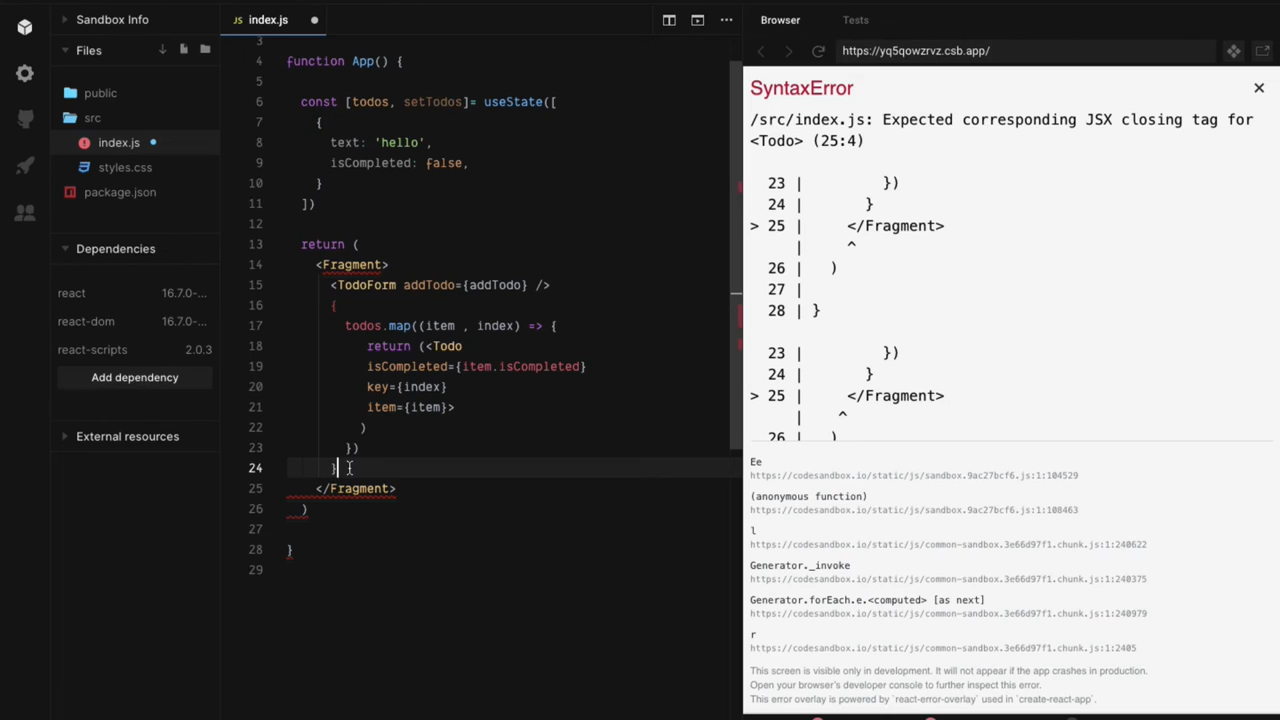 Sandbox Info
Files
public
src
index.js
styles.css
package.json
Dependencies
react 16.7.0-...
react-dom 16.7.0-...
react-scripts 2.0.3
Add dependency
External resources
JS index.js
3
4 function App() {
5
6 const [todos, setTodos]= useState([
7 {
8 text: 'hello',
9 isCompleted: false,
10 }
11 ])
12
13 return (
14 <Fragment>
15 <TodoForm addTodo={addTodo} />
16 {
17 todos.map((item , index) => {
18 return (<Todo
19 isCompleted={item.isCompleted}
20 key={index}
21 item={item}>
22 )
23 })
24 }
25 </Fragment>
26 )
27
28 }
29
Browser Tests
https://yq5qowzrvz.csb.app/
SyntaxError
/src/index.js: Expected corresponding JSX closing tag for
<Todo> (25:4)
23 | })
24 | }
> 25 | </Fragment>
| ^
26 | )
27 |
28 | }
23 | })
24 | }
> 25 | </Fragment>
| ^
26 | )
Ee
https://codesandbox.io/static/js/sandbox.9ac27bcf6.js:1:104529
(anonymous function)
https://codesandbox.io/static/js/sandbox.9ac27bcf6.js:1:108463
l
https://codesandbox.io/static/js/common-sandbox.3e66d97f1.chunk.js:1:240622
Generator._invoke
https://codesandbox.io/static/js/common-sandbox.3e66d97f1.chunk.js:1:240375
Generator.forEach.e.<computed> [as next]
https://codesandbox.io/static/js/common-sandbox.3e66d97f1.chunk.js:1:240979
r
https://codesandbox.io/static/js/common-sandbox.3e66d97f1.chunk.js:1:2405
This screen is visible only in development. It will not appear if the app crashes in production.
Open your browser's developer console to further inspect this error.
This error overlay is powered by `react-error-overlay` used in `create-react-app`.